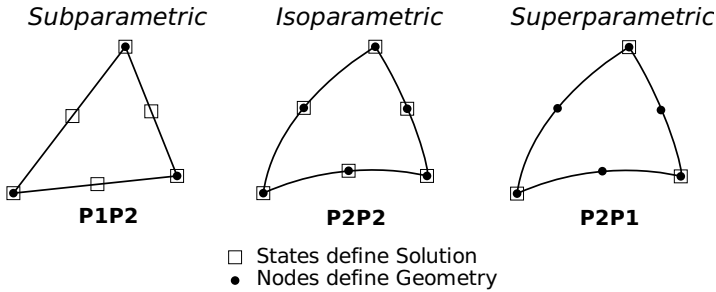 Subparametric
Isoparametric
Superparametric
P1P2
P2P2
P2P1
States define Solution
Nodes define Geometry